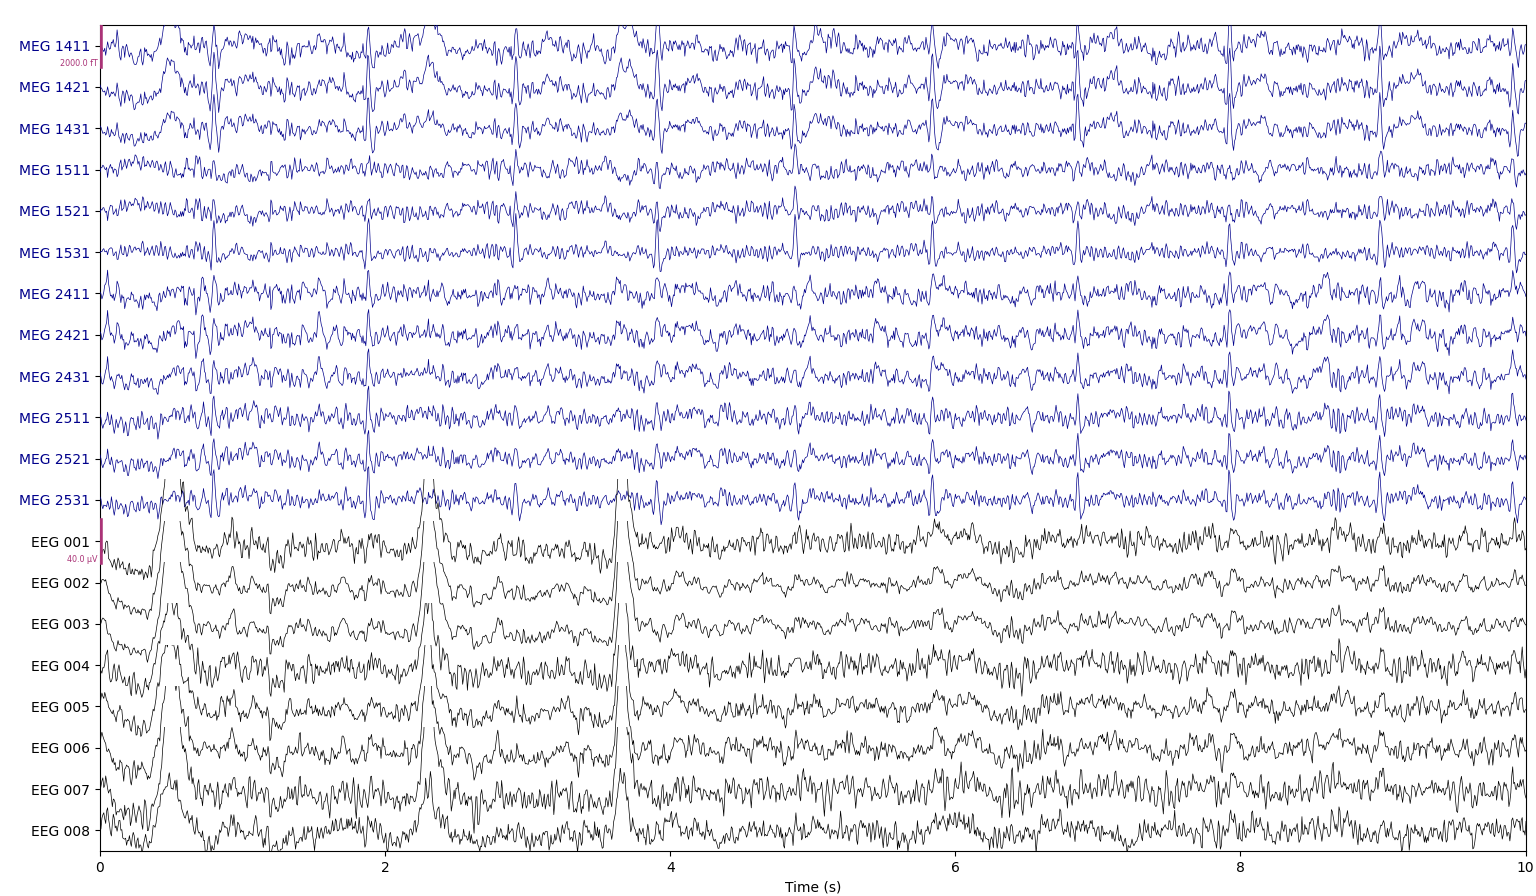 MEG 1411
2000.0 fT
MEG 1421
MEG 1431
MEG 1511
MEG 1521
MEG 1531
MEG 2411
MEG 2421
MEG 2431
MEG 2511
MEG 2521
MEG 2531
EEG 001
40.0 µV
EEG 002
EEG 003
EEG 004
EEG 005
EEG 006
EEG 007
EEG 008
0 2 4 6 8 10
Time (s)